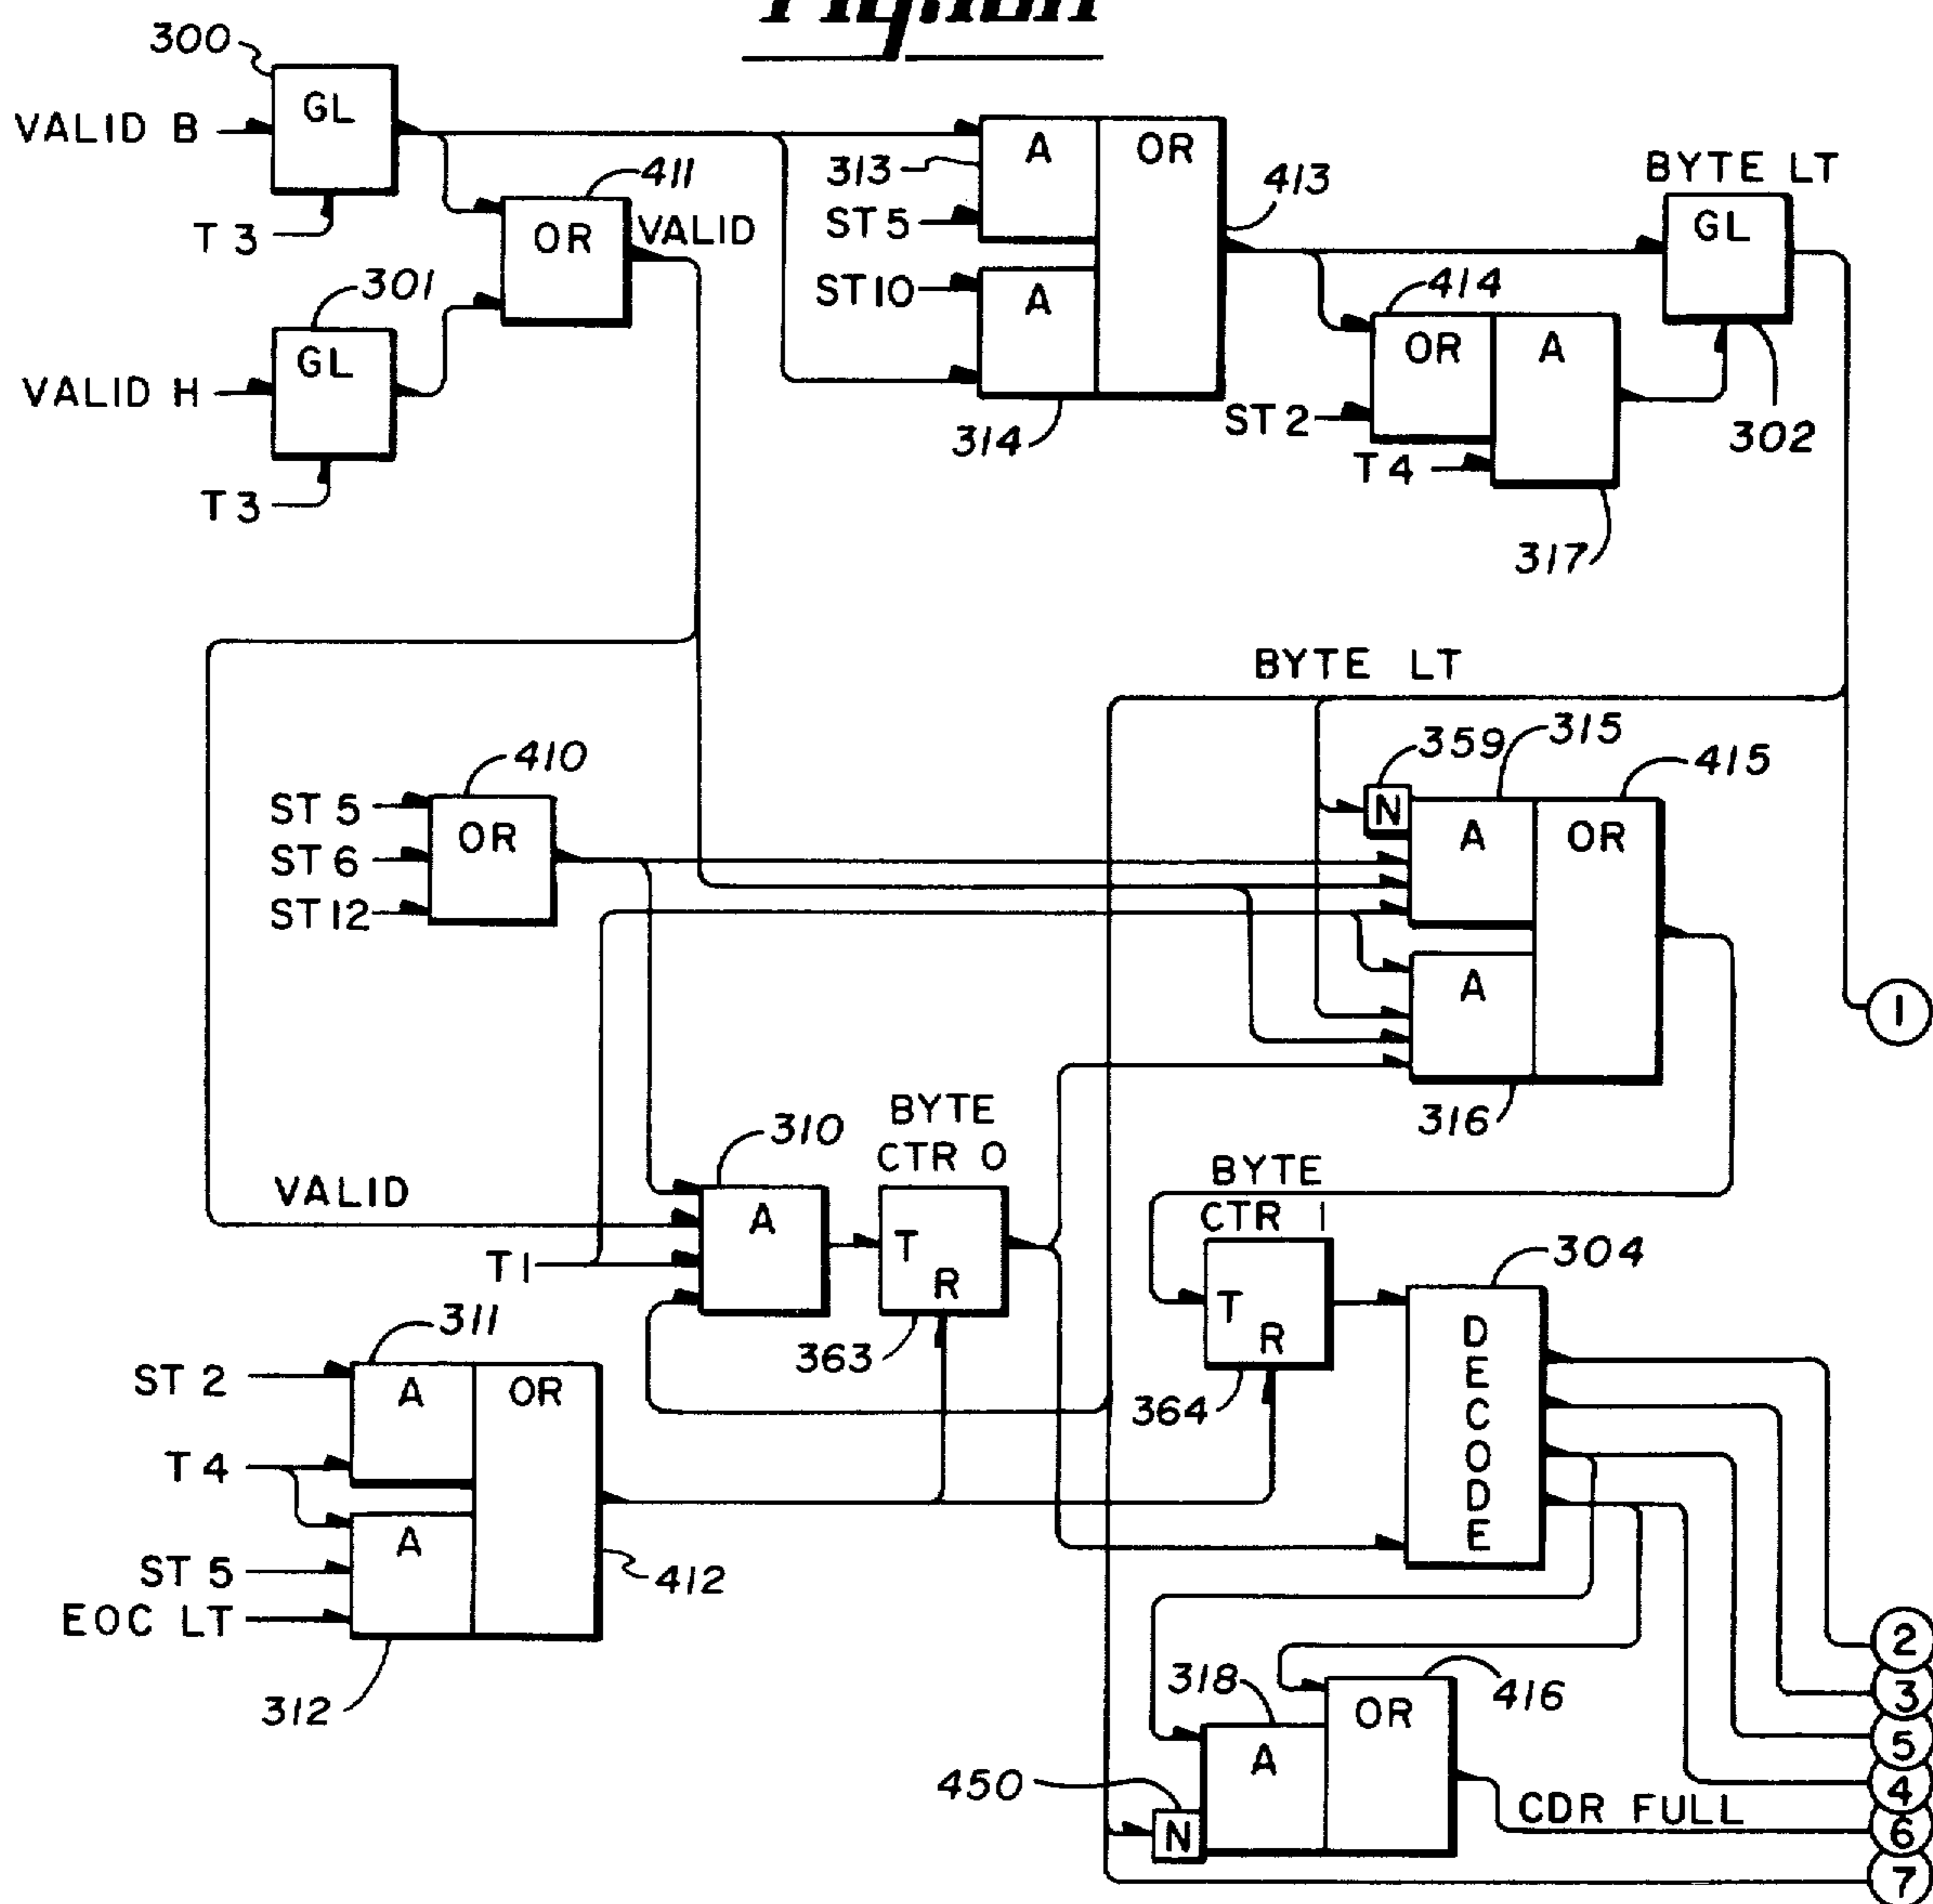 300
GL
VALID B
T 3
411
OR
VALID
301
GL
VALID H
T 3
A
OR
313
ST 5
ST 10
A
314
413
BYTE LT
GL
302
414
OR
A
ST 2
T 4
317
BYTE LT
410
ST 5
ST 6
ST 12
OR
359
N
315
415
A
OR
A
316
1
310
VALID
A
T 1
BYTE
CTR 0
T
R
363
BYTE
CTR 1
T
R
364
304
DECODE
311
ST 2
A
OR
T 4
A
ST 5
EOC LT
412
312
318
416
OR
A
450
N
CDR FULL
2
3
5
4
6
7